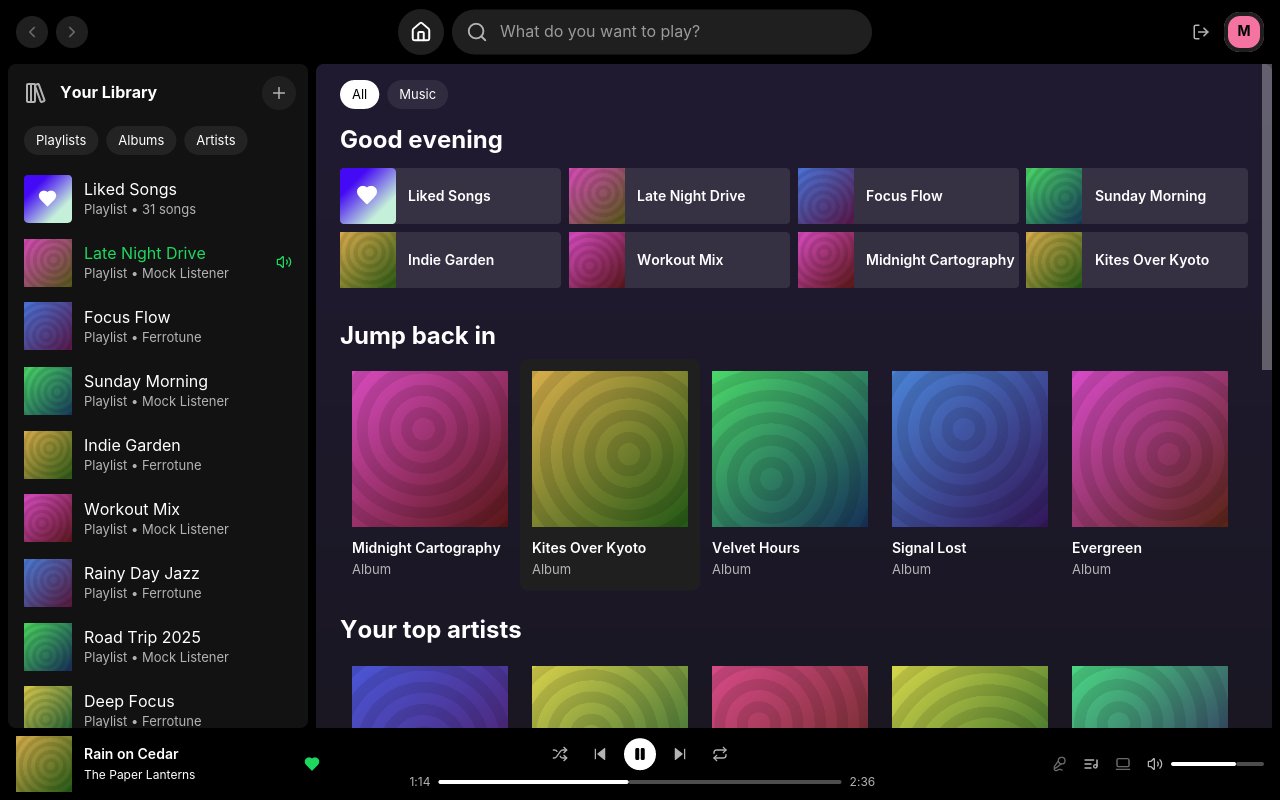 What do you want to play?
M
Your Library
Playlists
Albums
Artists
Liked Songs
Playlist • 31 songs
Late Night Drive
Playlist • Mock Listener
Focus Flow
Playlist • Ferrotune
Sunday Morning
Playlist • Mock Listener
Indie Garden
Playlist • Ferrotune
Workout Mix
Playlist • Mock Listener
Rainy Day Jazz
Playlist • Ferrotune
Road Trip 2025
Playlist • Mock Listener
Deep Focus
Playlist • Ferrotune
All
Music
Good evening
Liked Songs
Late Night Drive
Focus Flow
Sunday Morning
Indie Garden
Workout Mix
Midnight Cartography
Kites Over Kyoto
Jump back in
Midnight Cartography
Album
Kites Over Kyoto
Album
Velvet Hours
Album
Signal Lost
Album
Evergreen
Album
Your top artists
Rain on Cedar
The Paper Lanterns
1:14
2:36